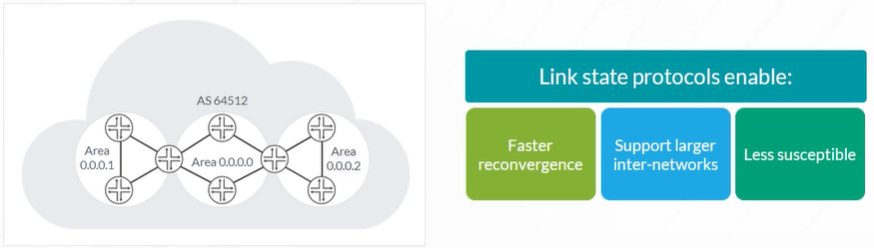 AS 64512
Area
0.0.0.1
Area 0.0.0.0
Area
0.0.0.2
Link state protocols enable:
Faster
reconvergence
Support larger
inter-networks
Less susceptible